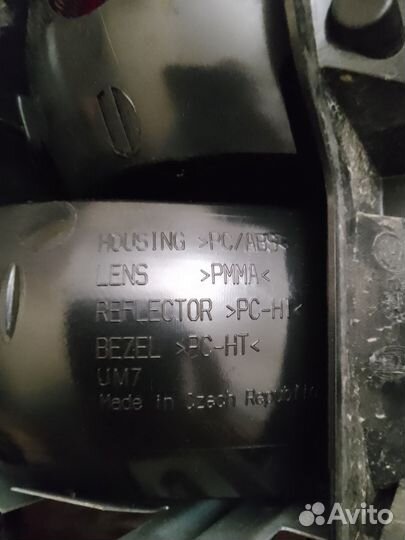 HOUSING >PC/ABS<
LENS >PMMA<
REFLECTOR >PC-HT<
BEZEL >PC-HT<
UM7
Made in Czech Republic
Avito